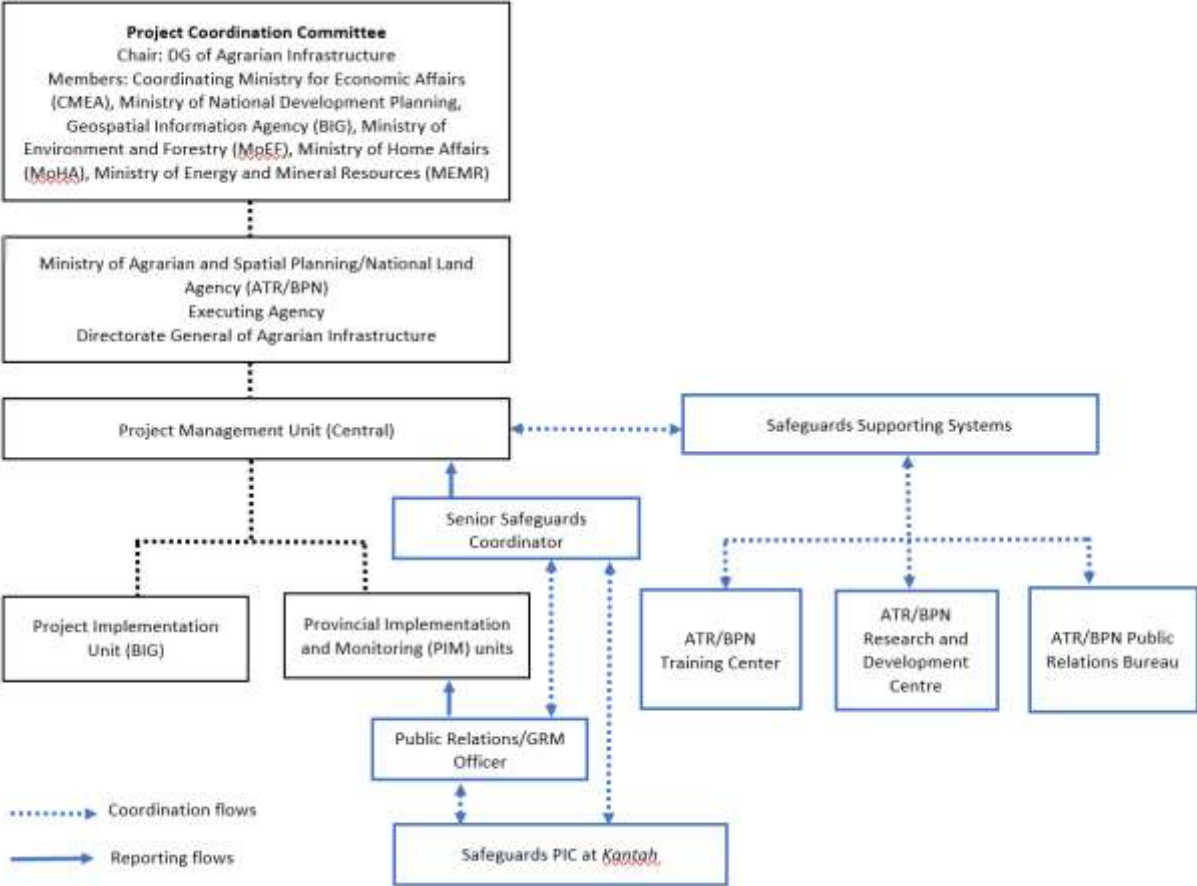 Project Coordination Committee
Chair: DG of Agrarian Infrastructure
Members: Coordinating Ministry for Economic Affairs
(CMEA), Ministry of National Development Planning,
Geospatial Information Agency (BIG), Ministry of
Environment and Forestry (MoEF), Ministry of Home Affairs
(MoHA), Ministry of Energy and Mineral Resources (MEMR)
Ministry of Agrarian and Spatial Planning/National Land
Agency (ATR/BPN)
Executing Agency
Directorate General of Agrarian Infrastructure
Project Management Unit (Central)
Safeguards Supporting Systems
Senior Safeguards
Coordinator
Project Implementation
Unit (BIG)
Provincial Implementation
and Monitoring (PIM) units
ATR/BPN
Training Center
ATR/BPN
Research and
Development
Centre
ATR/BPN Public
Relations Bureau
Public Relations/GRM
Officer
Coordination flows
Reporting flows
Safeguards PIC at Kantah